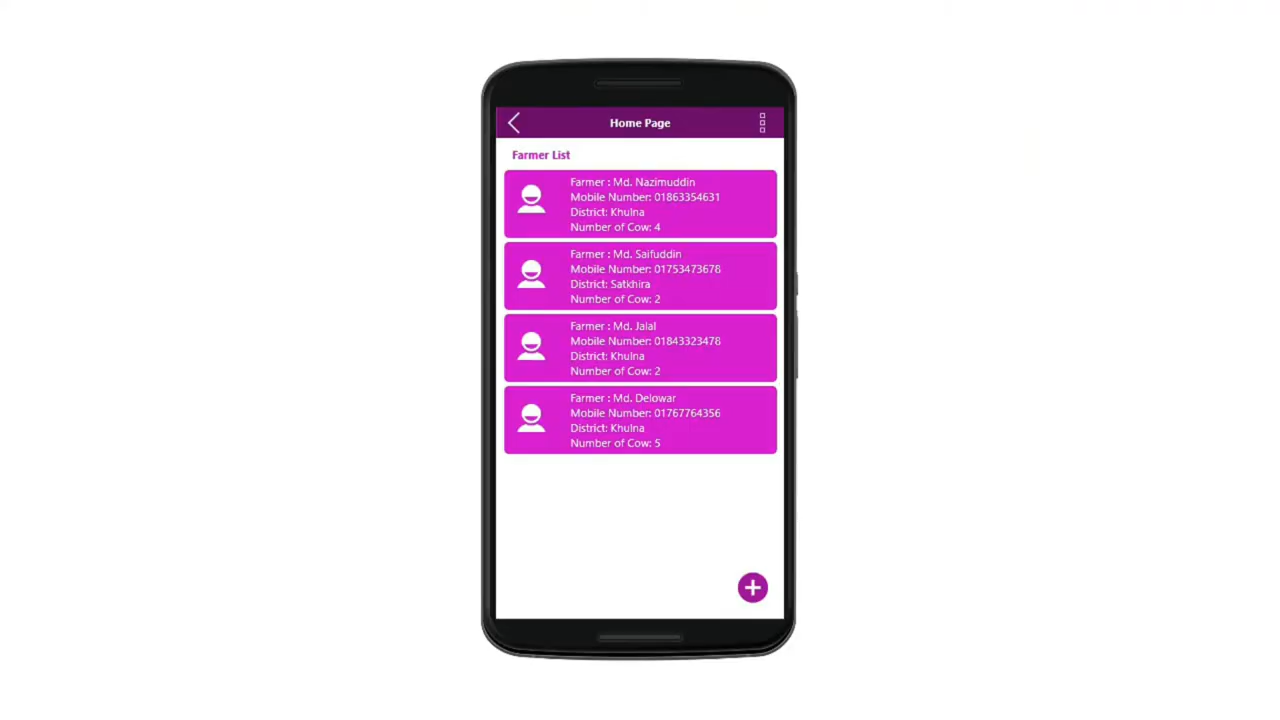 Home Page
Farmer List
Farmer : Md. Nazimuddin
Mobile Number: 01863354631
District: Khulna
Number of Cow: 4
Farmer : Md. Saifuddin
Mobile Number: 01753473678
District: Satkhira
Number of Cow: 2
Farmer : Md. Jalal
Mobile Number: 01843323478
District: Khulna
Number of Cow: 2
Farmer : Md. Delowar
Mobile Number: 01767764356
District: Khulna
Number of Cow: 5